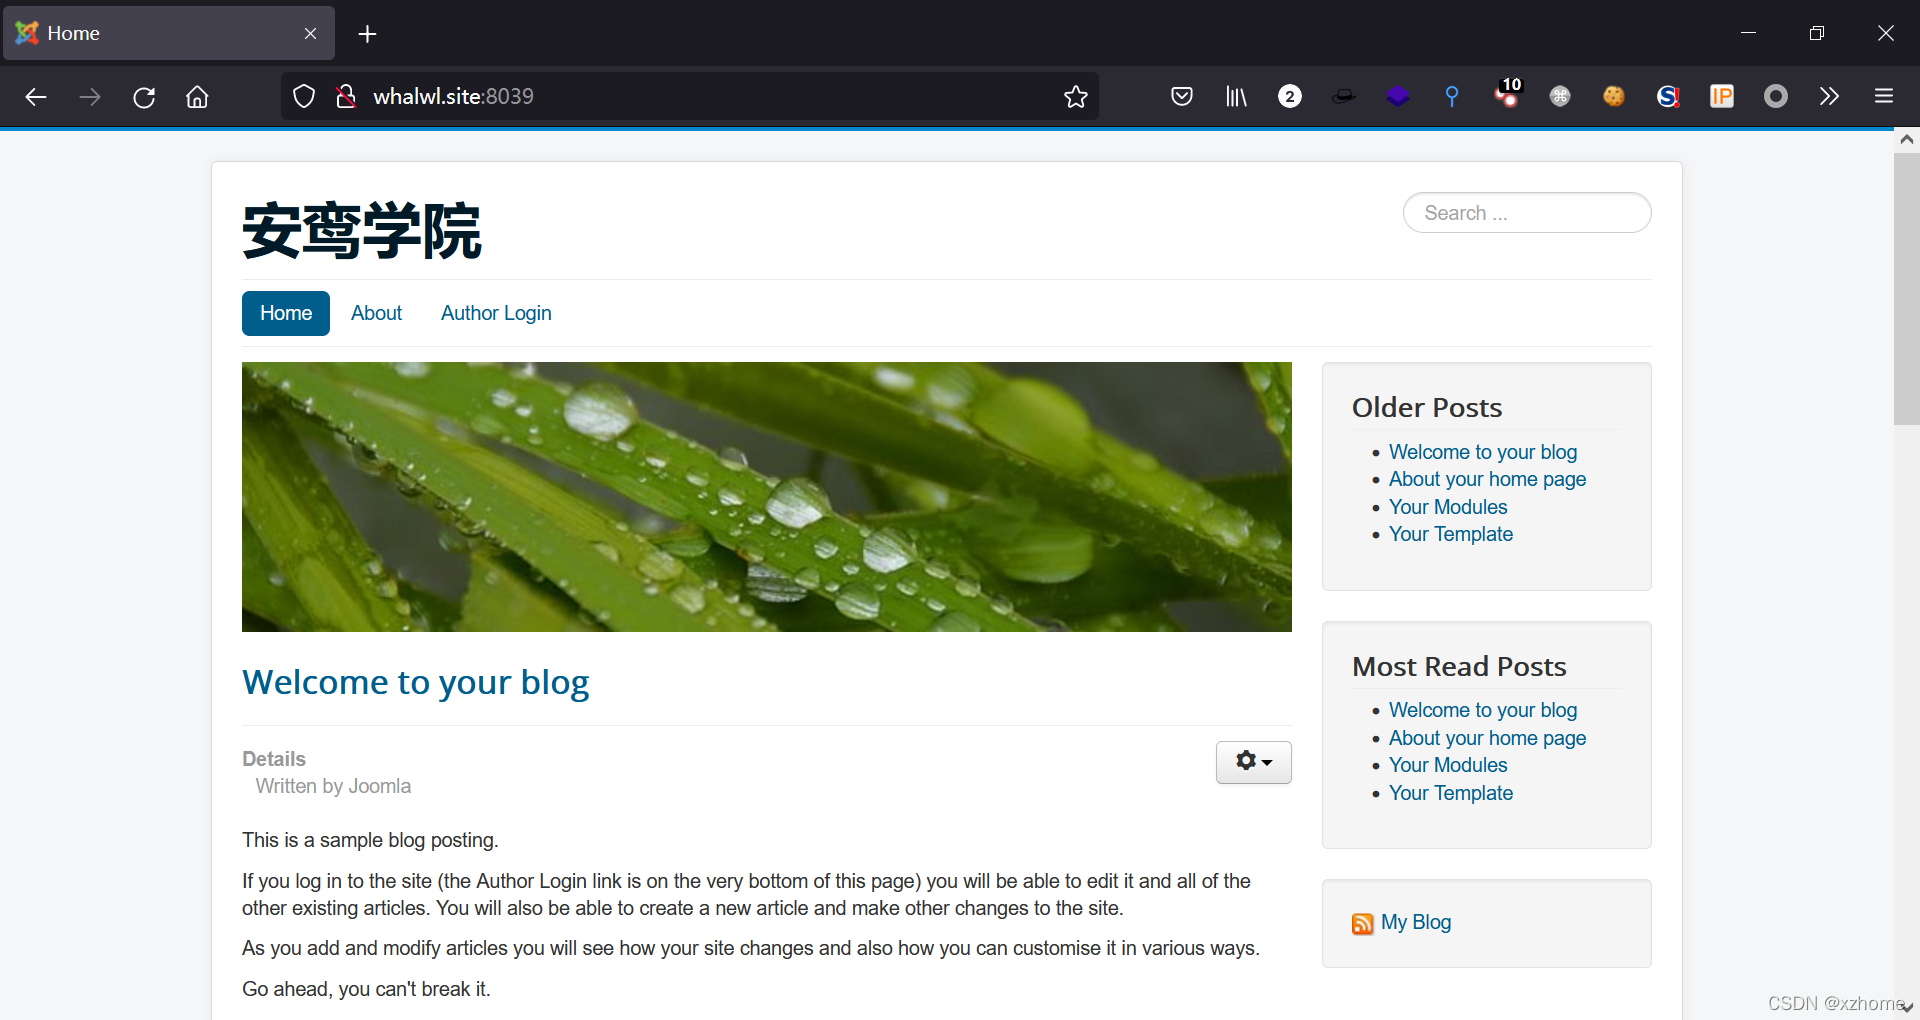 Home
whalwl.site:8039
2
10
IP
安鸾学院
Search ...
Home About Author Login
Older Posts
Welcome to your blog
About your home page
Your Modules
Your Template
Welcome to your blog
Details
Written by Joomla
This is a sample blog posting.
If you log in to the site (the Author Login link is on the very bottom of this page) you will be able to edit it and all of the
other existing articles. You will also be able to create a new article and make other changes to the site.
As you add and modify articles you will see how your site changes and also how you can customise it in various ways.
Go ahead, you can't break it.
Most Read Posts
Welcome to your blog
About your home page
Your Modules
Your Template
My Blog
CSDN @xzhome